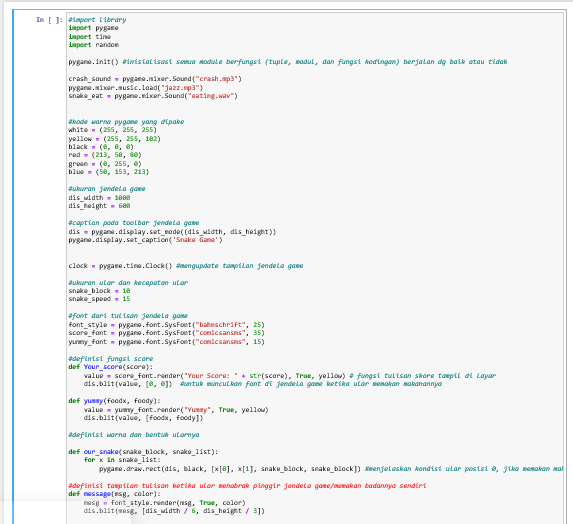 In [ ]: #import library
import pygame
import time
import random
pygame.init() #inisialisasi semua module berfungsi (tuple, modul, dan fungsi kodingan) berjalan dg baik atau tidak
crash_sound = pygame.mixer.Sound("crash.mp3")
pygame.mixer.music.load("jazz.mp3")
snake_eat = pygame.mixer.Sound("eating.wav")
#kode warna pygame yang dipake
white = (255, 255, 255)
yellow = (255, 255, 102)
black = (0, 0, 0)
red = (213, 50, 80)
green = (0, 255, 0)
blue = (50, 153, 213)
#ukuran jendela game
dis_width = 1000
dis_height = 600
#caption pada toolbar jendela game
dis = pygame.display.set_mode((dis_width, dis_height))
pygame.display.set_caption('Snake Game')
clock = pygame.time.Clock() #mengupdate tampilan jendela game
#ukuran ular dan kecepatan ular
snake_block = 10
snake_speed = 15
#font dari tulisan jendela game
font_style = pygame.font.SysFont("bahnschrift", 25)
score_font = pygame.font.SysFont("comicsansms", 35)
yummy_font = pygame.font.SysFont("comicsansms", 15)
#definisi fungsi score
def Your_score(score):
value = score_font.render("Your Score: " + str(score), True, yellow) # fungsi tulisan skore tampil di layar
dis.blit(value, [0, 0]) #untuk munculkan font di jendela game ketika ular memakan makanannya
def yummy(foodx, foody):
value = yummy_font.render("Yummy", True, yellow)
dis.blit(value, [foodx, foody])
#definisi warna dan bentuk ularnya
def our_snake(snake_block, snake_list):
for x in snake_list:
pygame.draw.rect(dis, black, [x[0], x[1], snake_block, snake_block]) #menjelaskan kondisi ular posisi 0, jika memakan mak
#definisi tampilan tulisan ketika ular menabrak pinggir jendela game/memakan badannya sendiri
def message(msg, color):
mesg = font_style.render(msg, True, color)
dis.blit(mesg, [dis_width / 6, dis_height / 3])